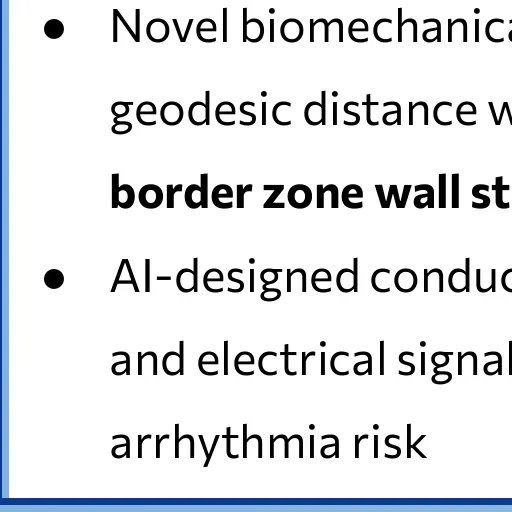 • Novel biomechanica
geodesic distance w
border zone wall st
• AI-designed conduc
and electrical signal
arrhythmia risk